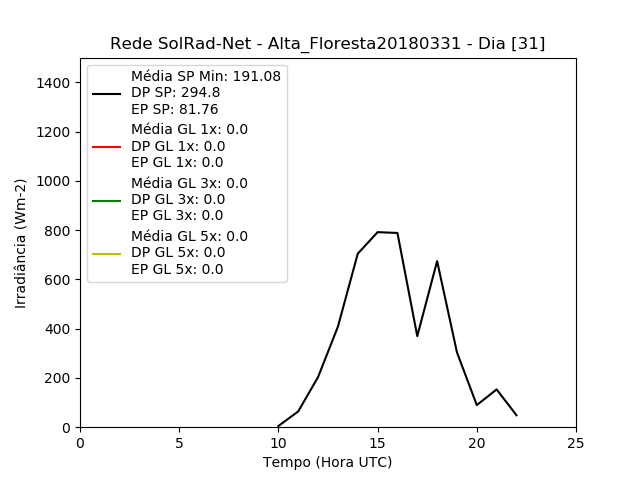 Rede SolRad-Net - Alta_Floresta20180331 - Dia [31]
Média SP Min: 191.08
DP SP: 294.8
EP SP: 81.76
Média GL 1x: 0.0
DP GL 1x: 0.0
EP GL 1x: 0.0
Média GL 3x: 0.0
DP GL 3x: 0.0
EP GL 3x: 0.0
Média GL 5x: 0.0
DP GL 5x: 0.0
EP GL 5x: 0.0
Irradiância (Wm-2)
1400
1200
1000
800
600
400
200
0
0 5 10 15 20 25
Tempo (Hora UTC)